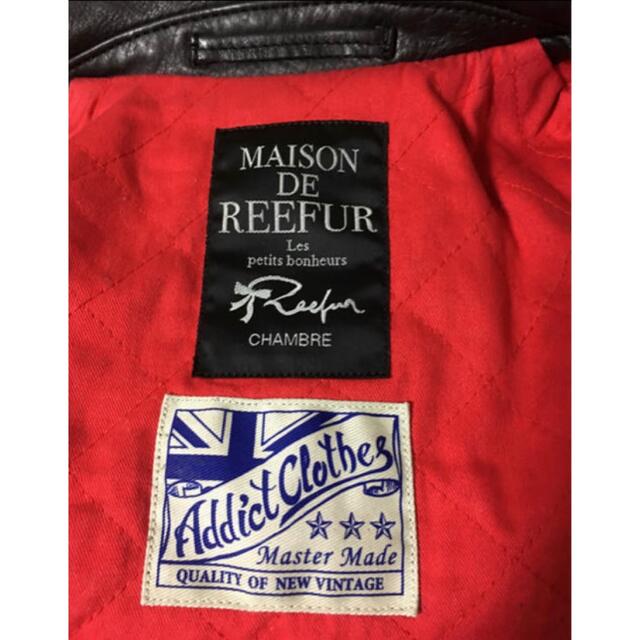 MAISON
DE
REEFUR
Les
petits bonheurs
Reefur
CHAMBRE
Addict Clothes
Master Made
QUALITY OF NEW VINTAGE